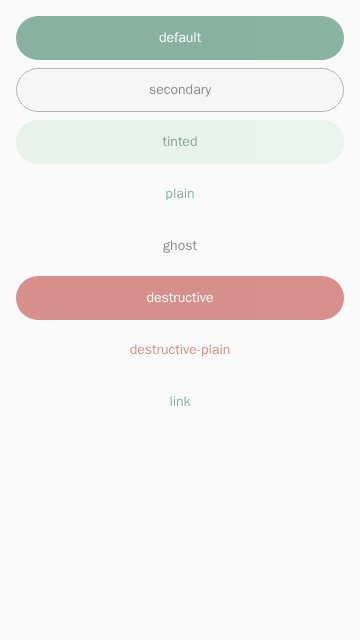 default
secondary
tinted
plain
ghost
destructive
destructive-plain
link